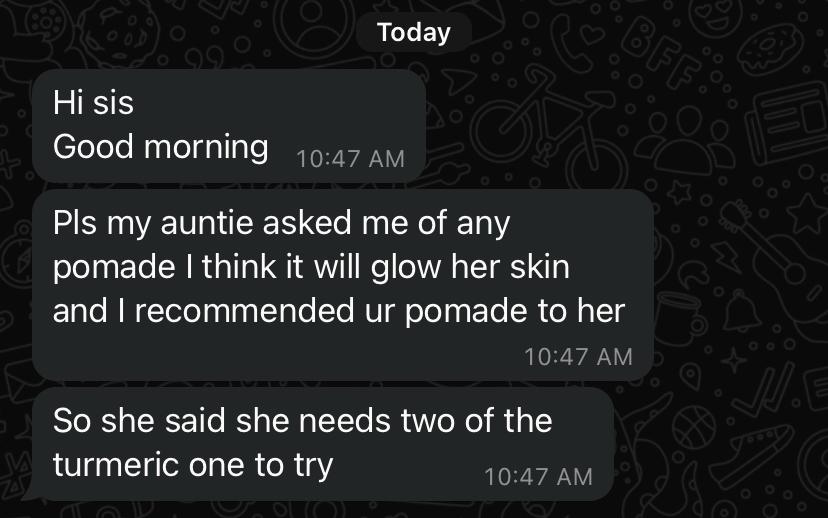 Today
Hi sis
Good morning
10:47 AM
Pls my auntie asked me of any
pomade I think it will glow her skin
and I recommended ur pomade to her
10:47 AM
So she said she needs two of the
turmeric one to try
10:47 AM
BFF